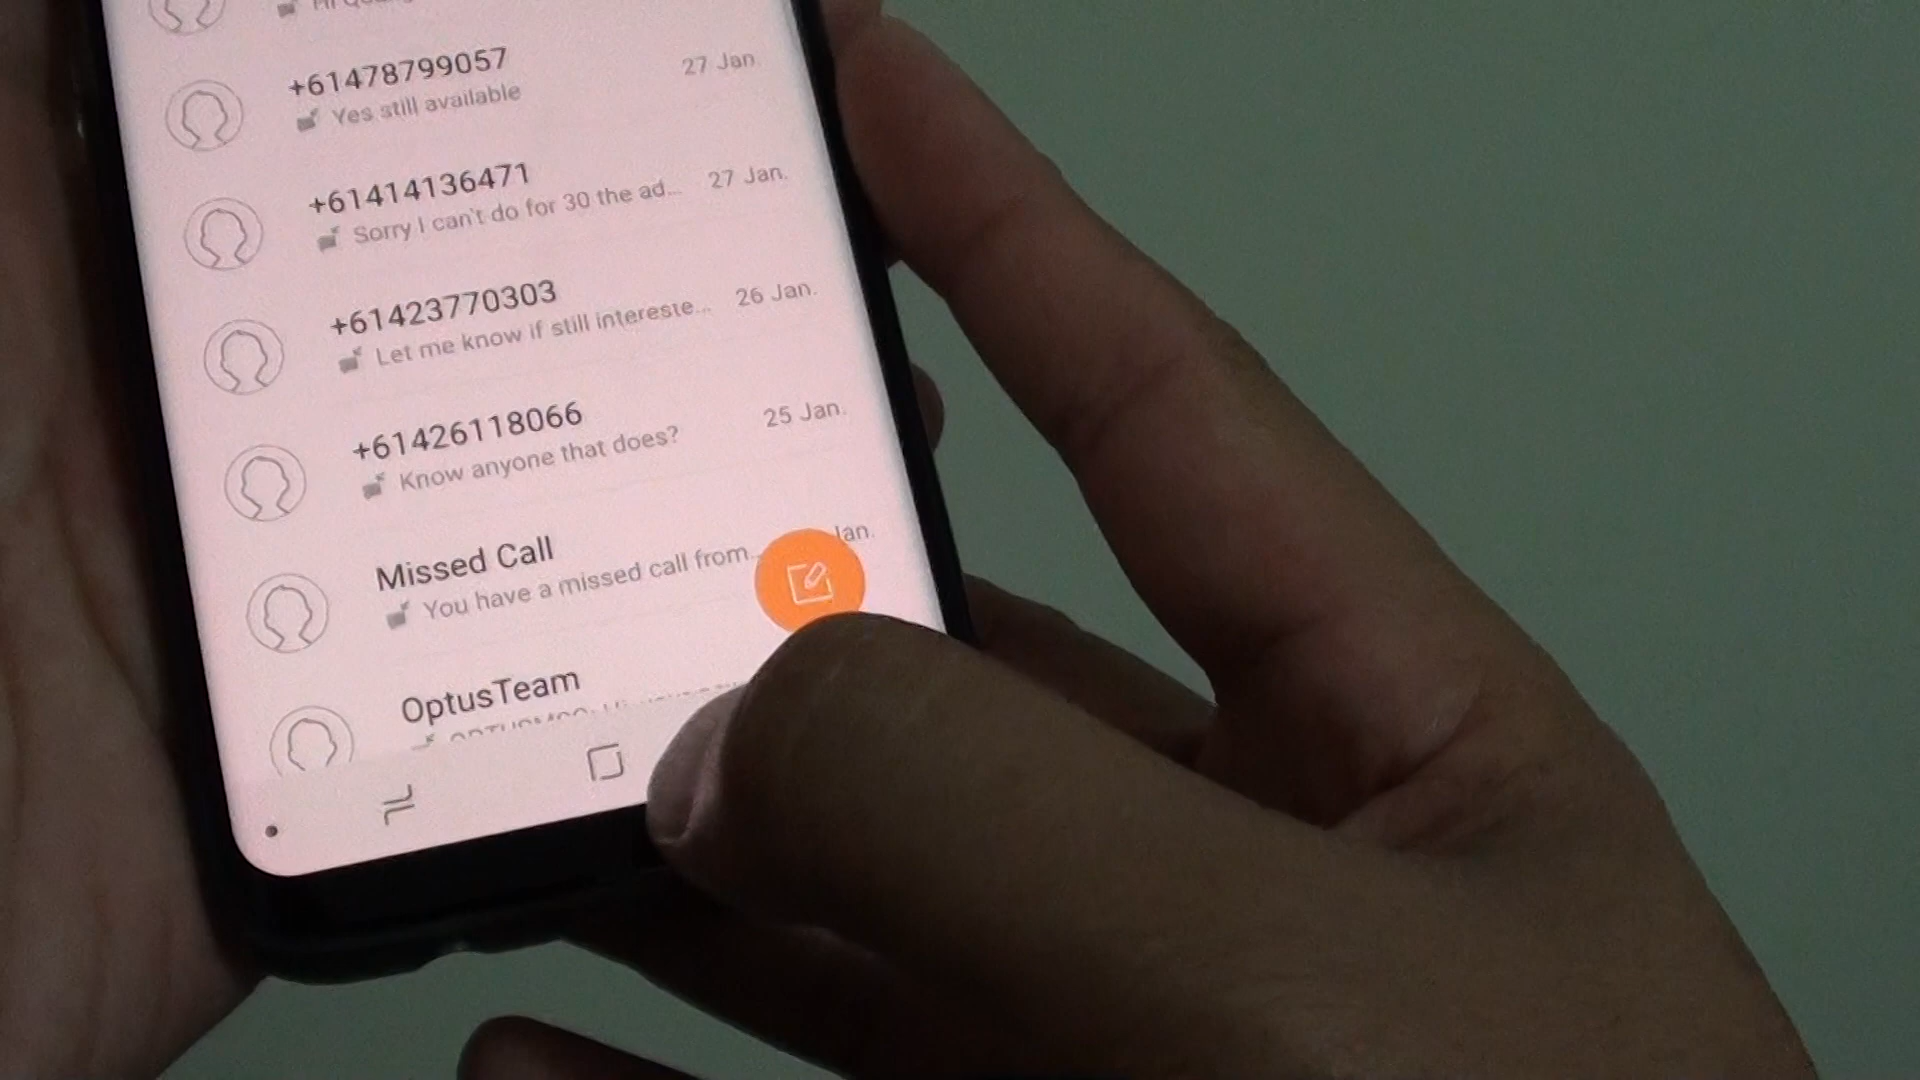 +61478799057
27 Jan.
Yes still available
+61414136471
27 Jan.
Sorry I can't do for 30 the ad...
+61423770303
26 Jan.
Let me know if still intereste...
+61426118066
25 Jan.
Know anyone that does?
Missed Call
Jan.
You have a missed call from...
OptusTeam